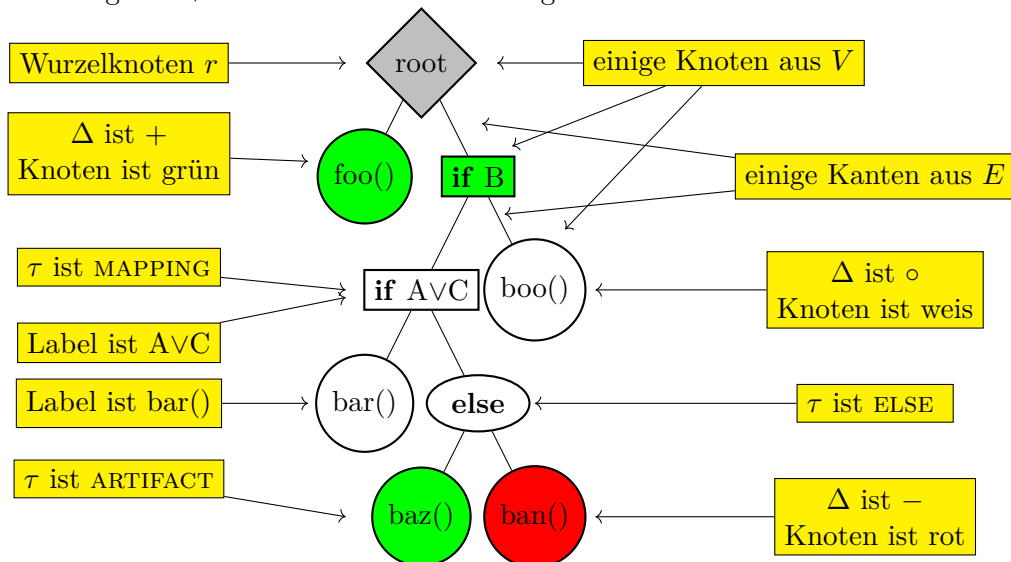 Wurzelknoten r
root
einige Knoten aus V
Δ ist +
Knoten ist grün
foo()
if B
einige Kanten aus E
τ ist MAPPING
if A∨C
boo()
Δ ist ∘
Knoten ist weis
Label ist A∨C
Label ist bar()
bar()
else
τ ist ELSE
τ ist ARTIFACT
baz()
ban()
Δ ist −
Knoten ist rot